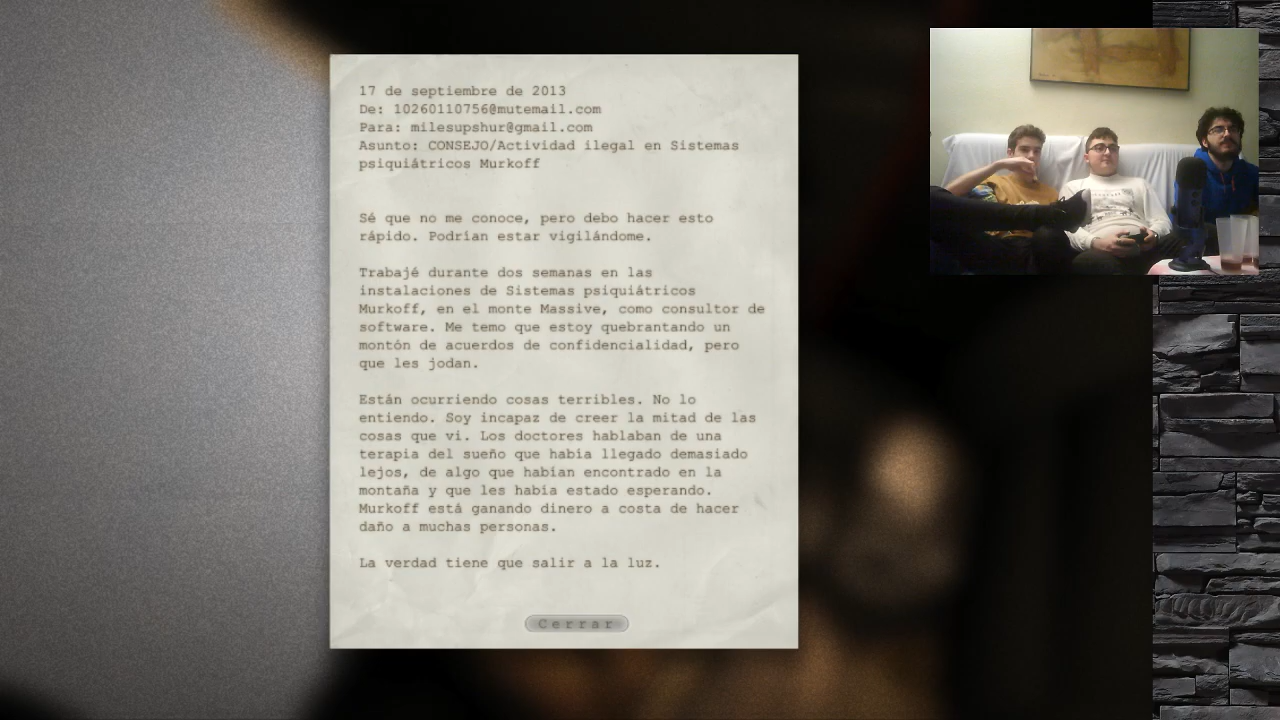 17 de septiembre de 2013
De: 10260110756@mutemail.com
Para: milesupshur@gmail.com
Asunto: CONSEJO/Actividad ilegal en Sistemas
psiquiátricos Murkoff
Sé que no me conoce, pero debo hacer esto
rápido. Podrían estar vigilándome.
Trabajé durante dos semanas en las
instalaciones de Sistemas psiquiátricos
Murkoff, en el monte Massive, como consultor de
software. Me temo que estoy quebrantando un
montón de acuerdos de confidencialidad, pero
que les jodan.
Están ocurriendo cosas terribles. No lo
entiendo. Soy incapaz de creer la mitad de las
cosas que vi. Los doctores hablaban de una
terapia del sueño que había llegado demasiado
lejos, de algo que habían encontrado en la
montaña y que les había estado esperando.
Murkoff está ganando dinero a costa de hacer
daño a muchas personas.
La verdad tiene que salir a la luz.
Cerrar